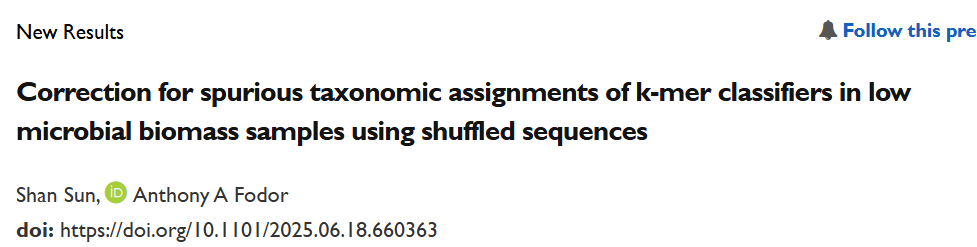 New Results
Follow this pre
Correction for spurious taxonomic assignments of k-mer classifiers in low
microbial biomass samples using shuffled sequences
Shan Sun, iD Anthony A Fodor
doi: https://doi.org/10.1101/2025.06.18.660363